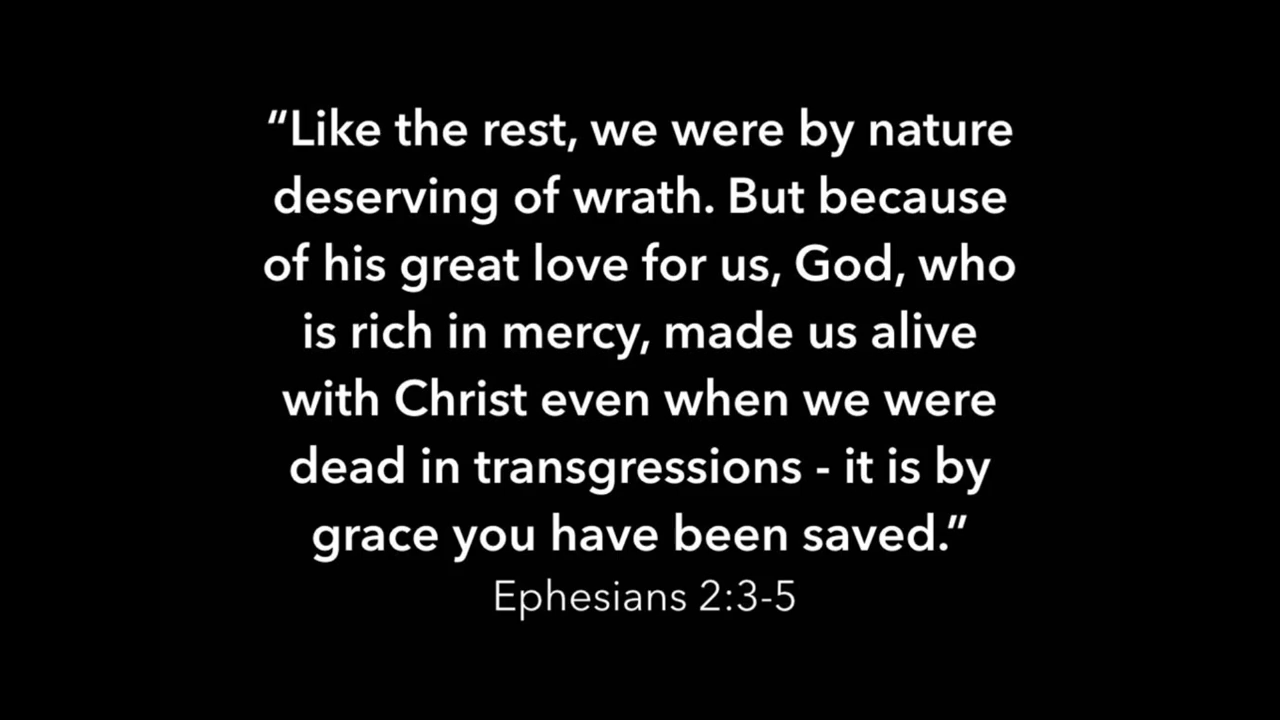 “Like the rest, we were by nature
deserving of wrath. But because
of his great love for us, God, who
is rich in mercy, made us alive
with Christ even when we were
dead in transgressions - it is by
grace you have been saved.”
Ephesians 2:3-5